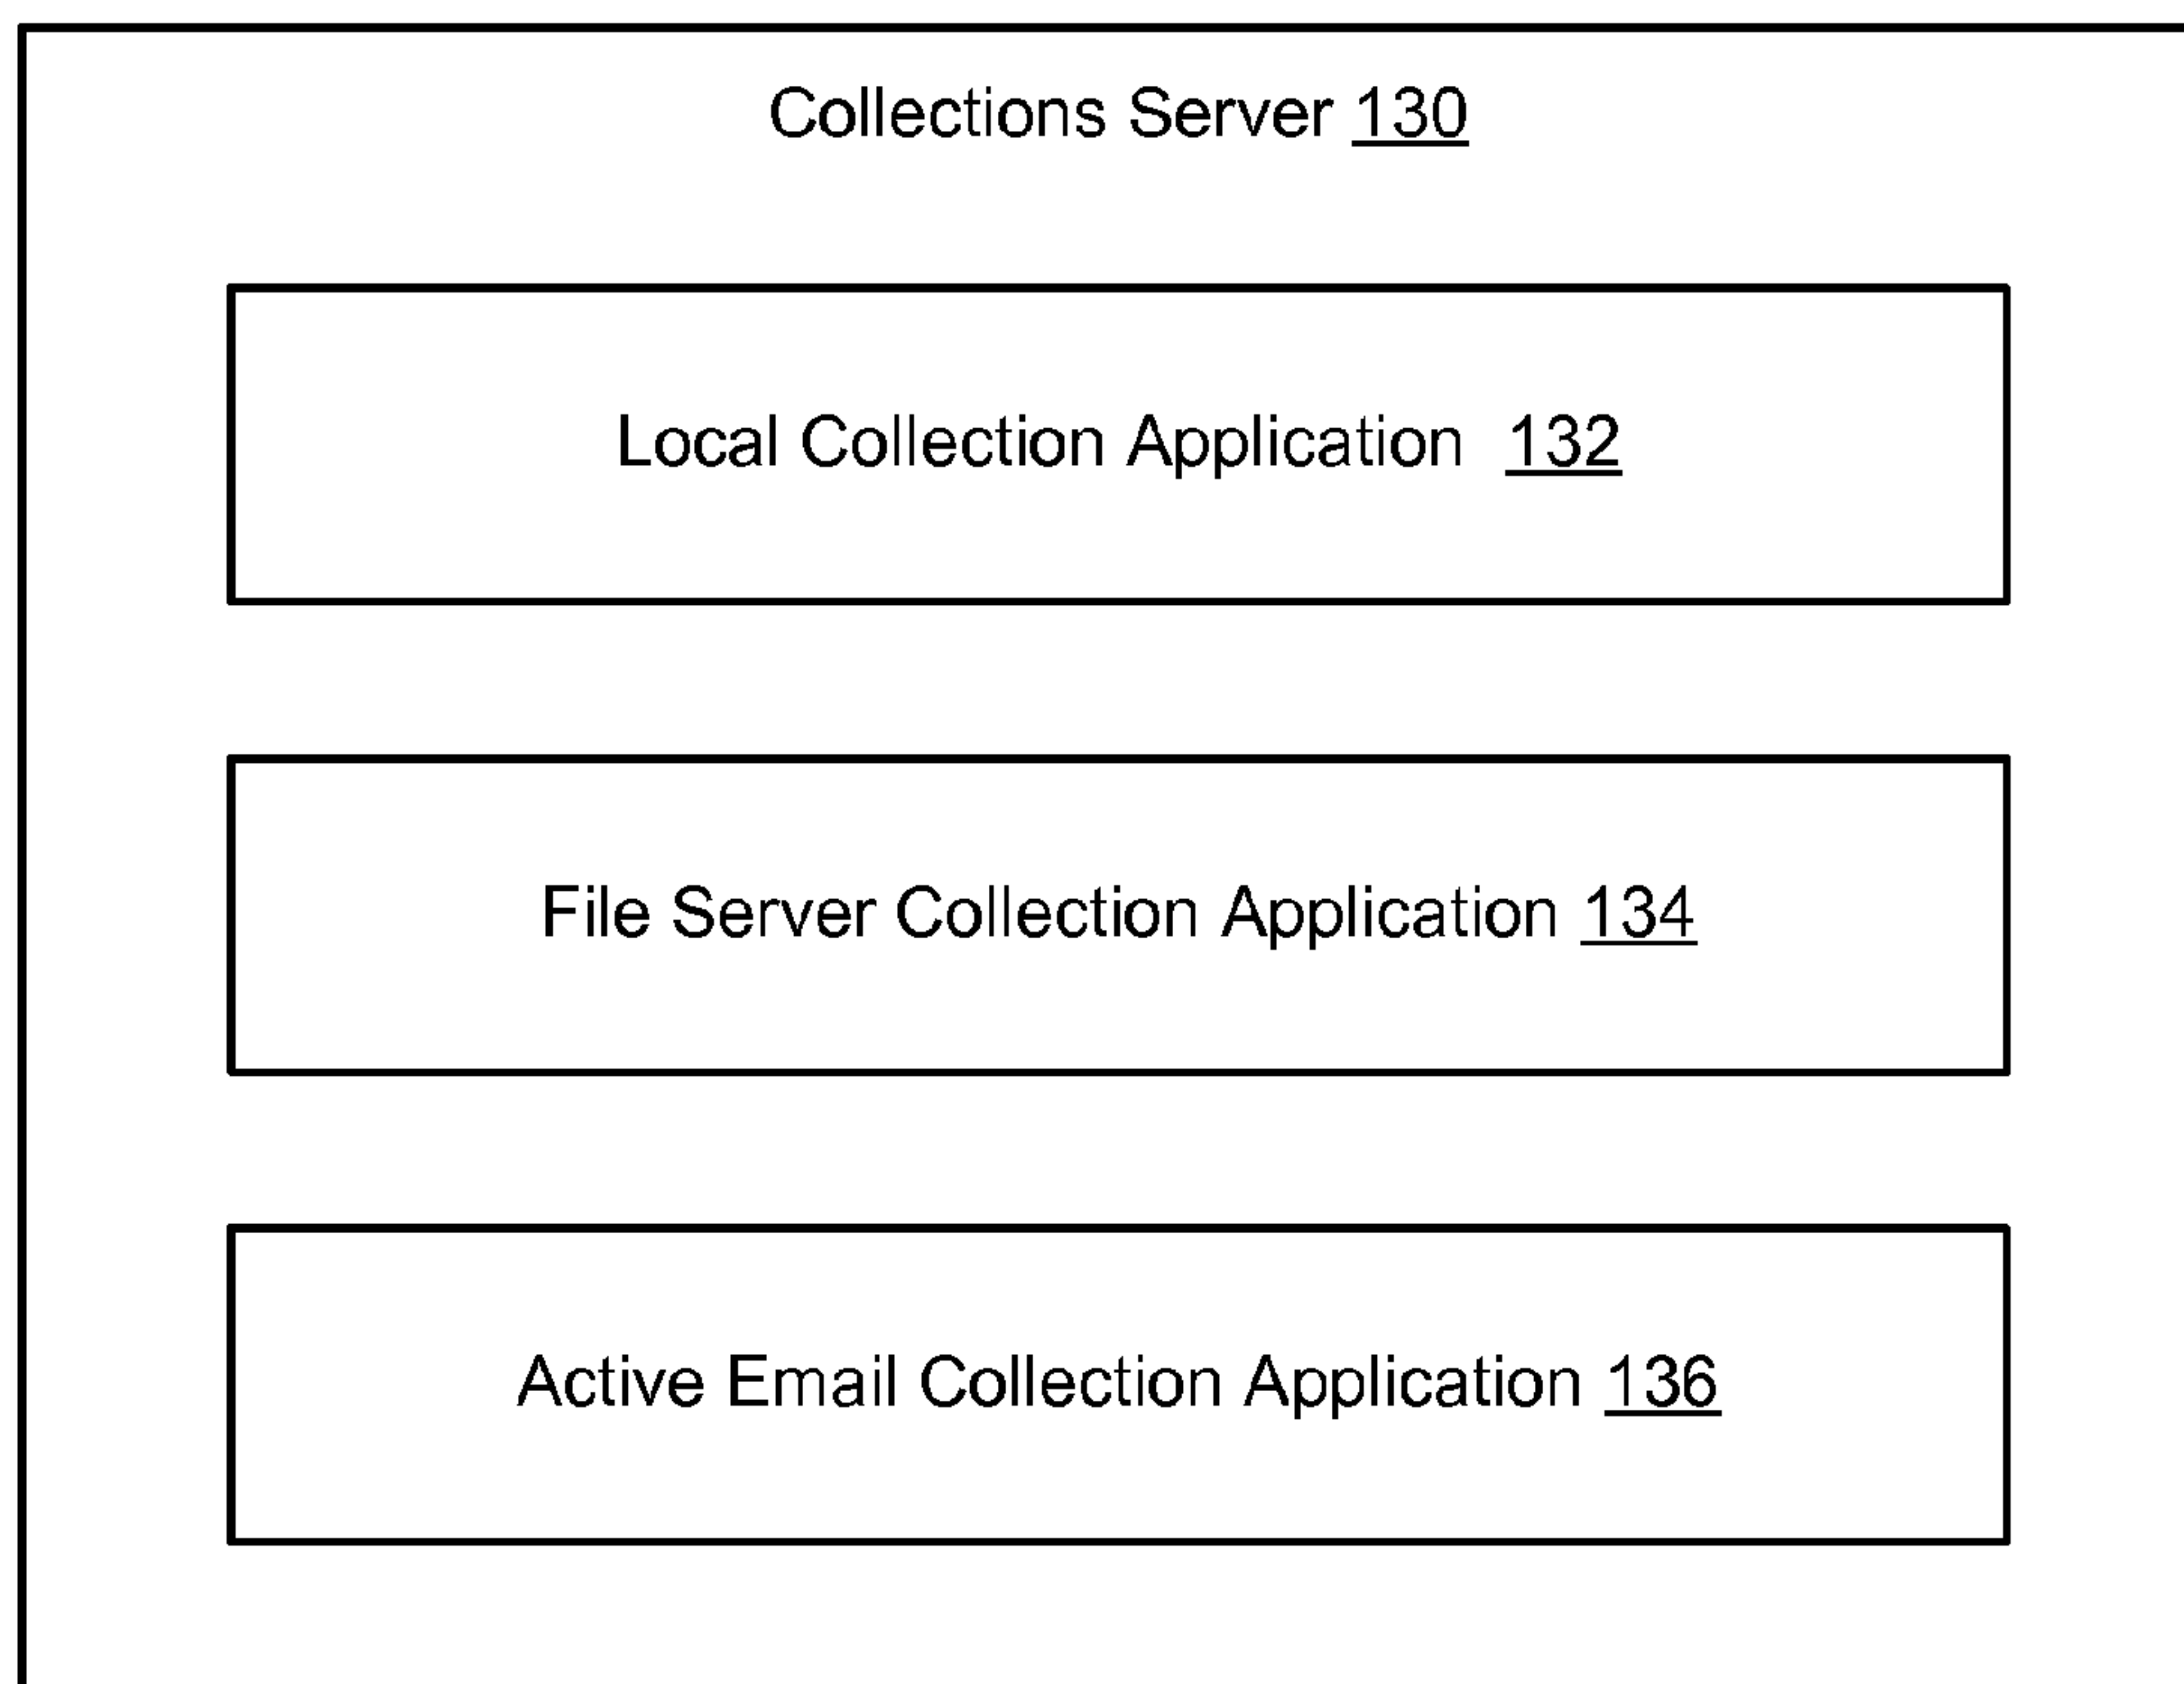 Collections Server 130
Local Collection Application 132
File Server Collection Application 134
Active Email Collection Application 136